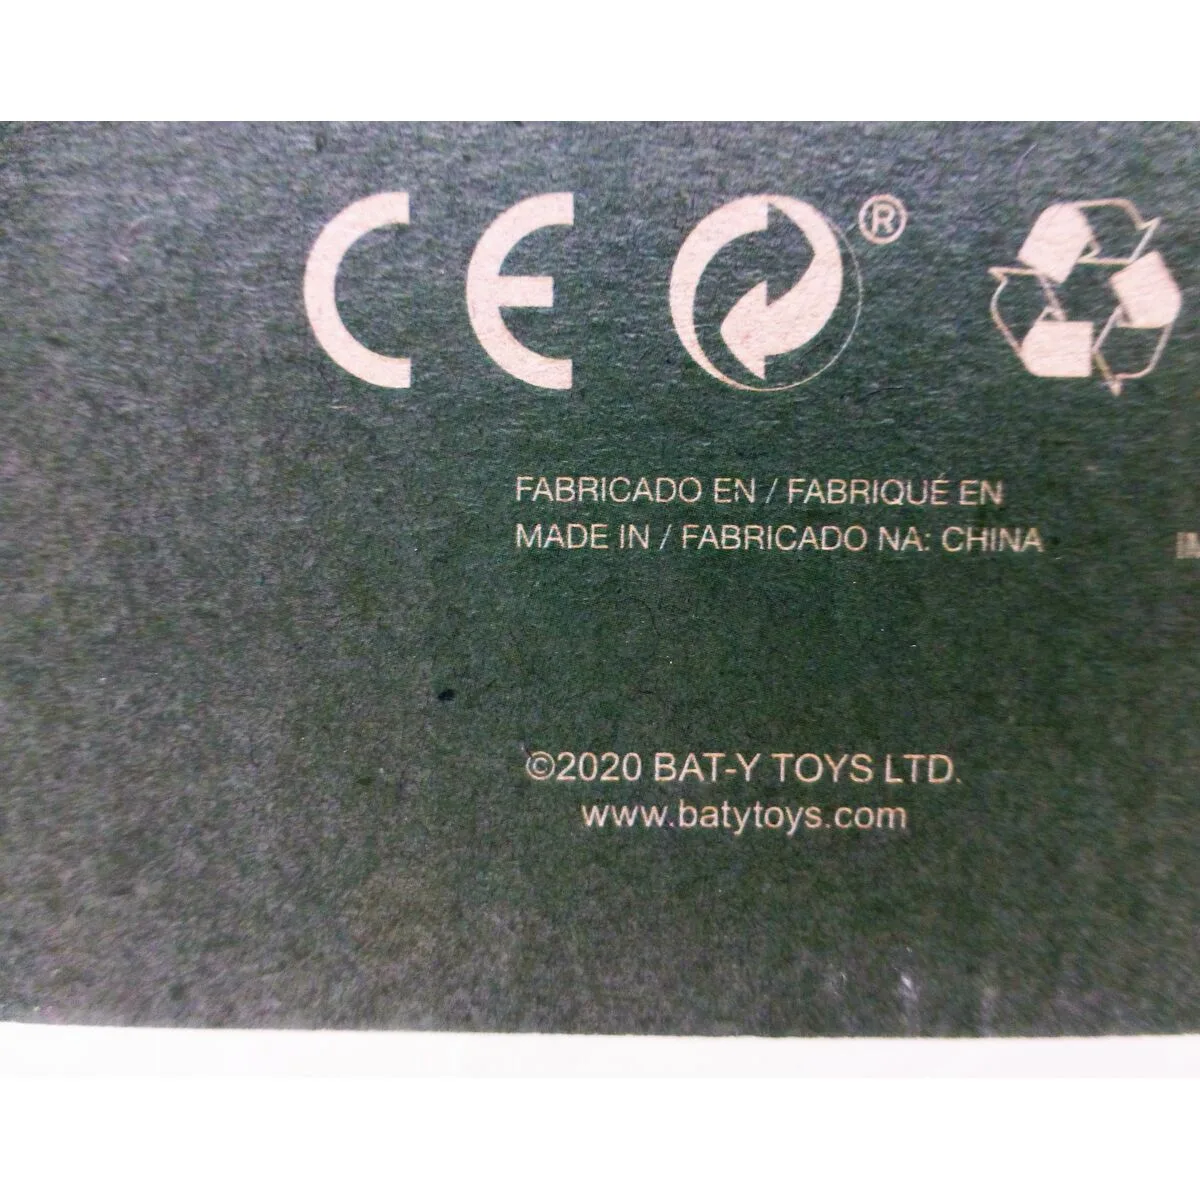 CE ®
FABRICADO EN / FABRIQUÉ EN
MADE IN / FABRICADO NA: CHINA
©2020 BAT-Y TOYS LTD.
www.batytoys.com